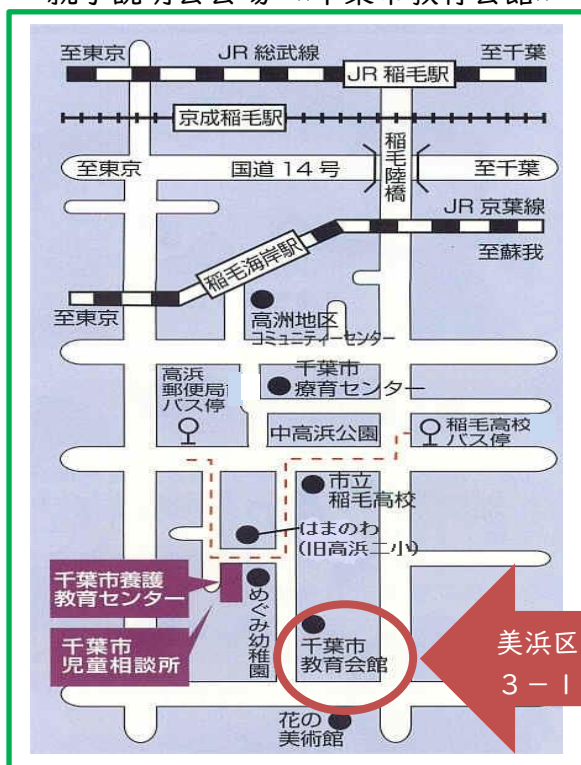 至東京
JR 総武線
JR 稲毛駅
至千葉
京成稲毛駅
稲毛陸橋
至東京
国道 14 号
至千葉
JR 京葉線
稲毛海岸駅
至蘇我
至東京
高洲地区
コミュニティーセンター
高浜
郵便局
バス停
千葉市
療育センター
中高浜公園
稲毛高校
バス停
市立
稲毛高校
はまのわ
(旧高浜二小)
千葉市養護
教育センター
めぐみ幼稚園
千葉市
児童相談所
千葉市
教育会館
美浜区
3－1
花の
美術館